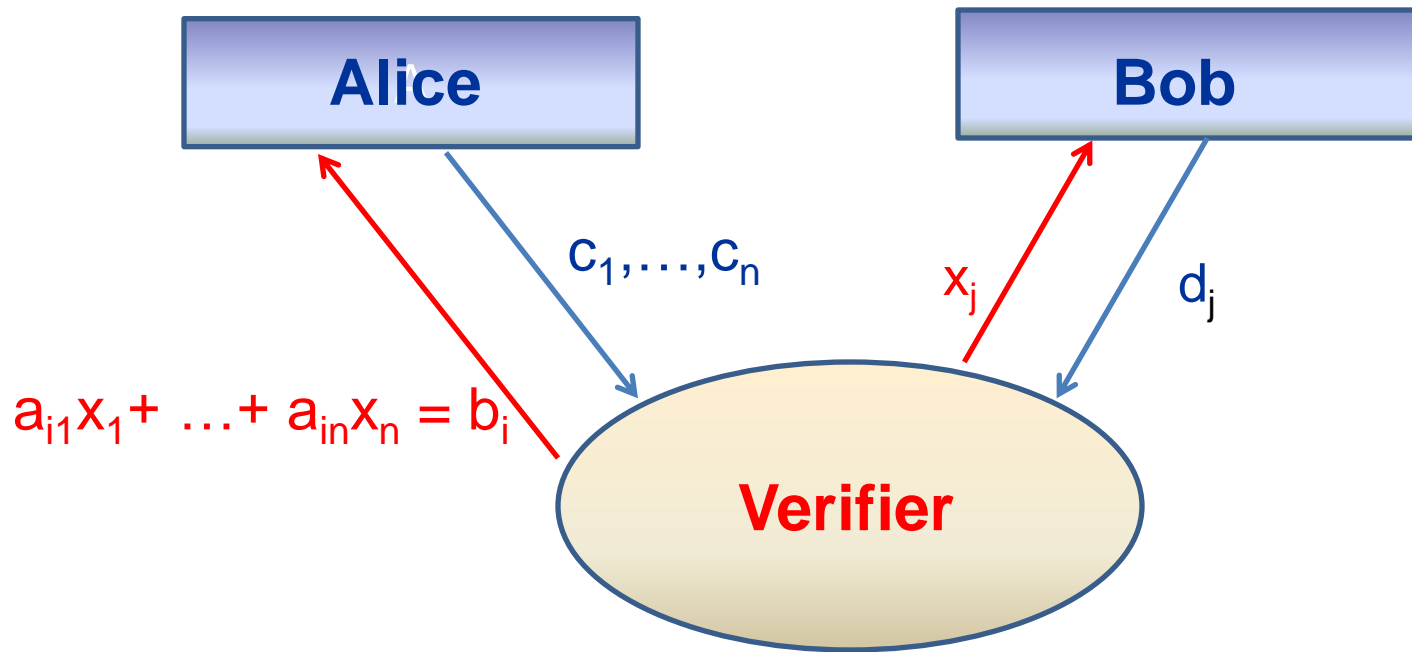 Alice
Bob
c₁,…,cₙ
xⱼ
dⱼ
aᵢ₁x₁+ …+ aᵢₙxₙ = bᵢ
Verifier